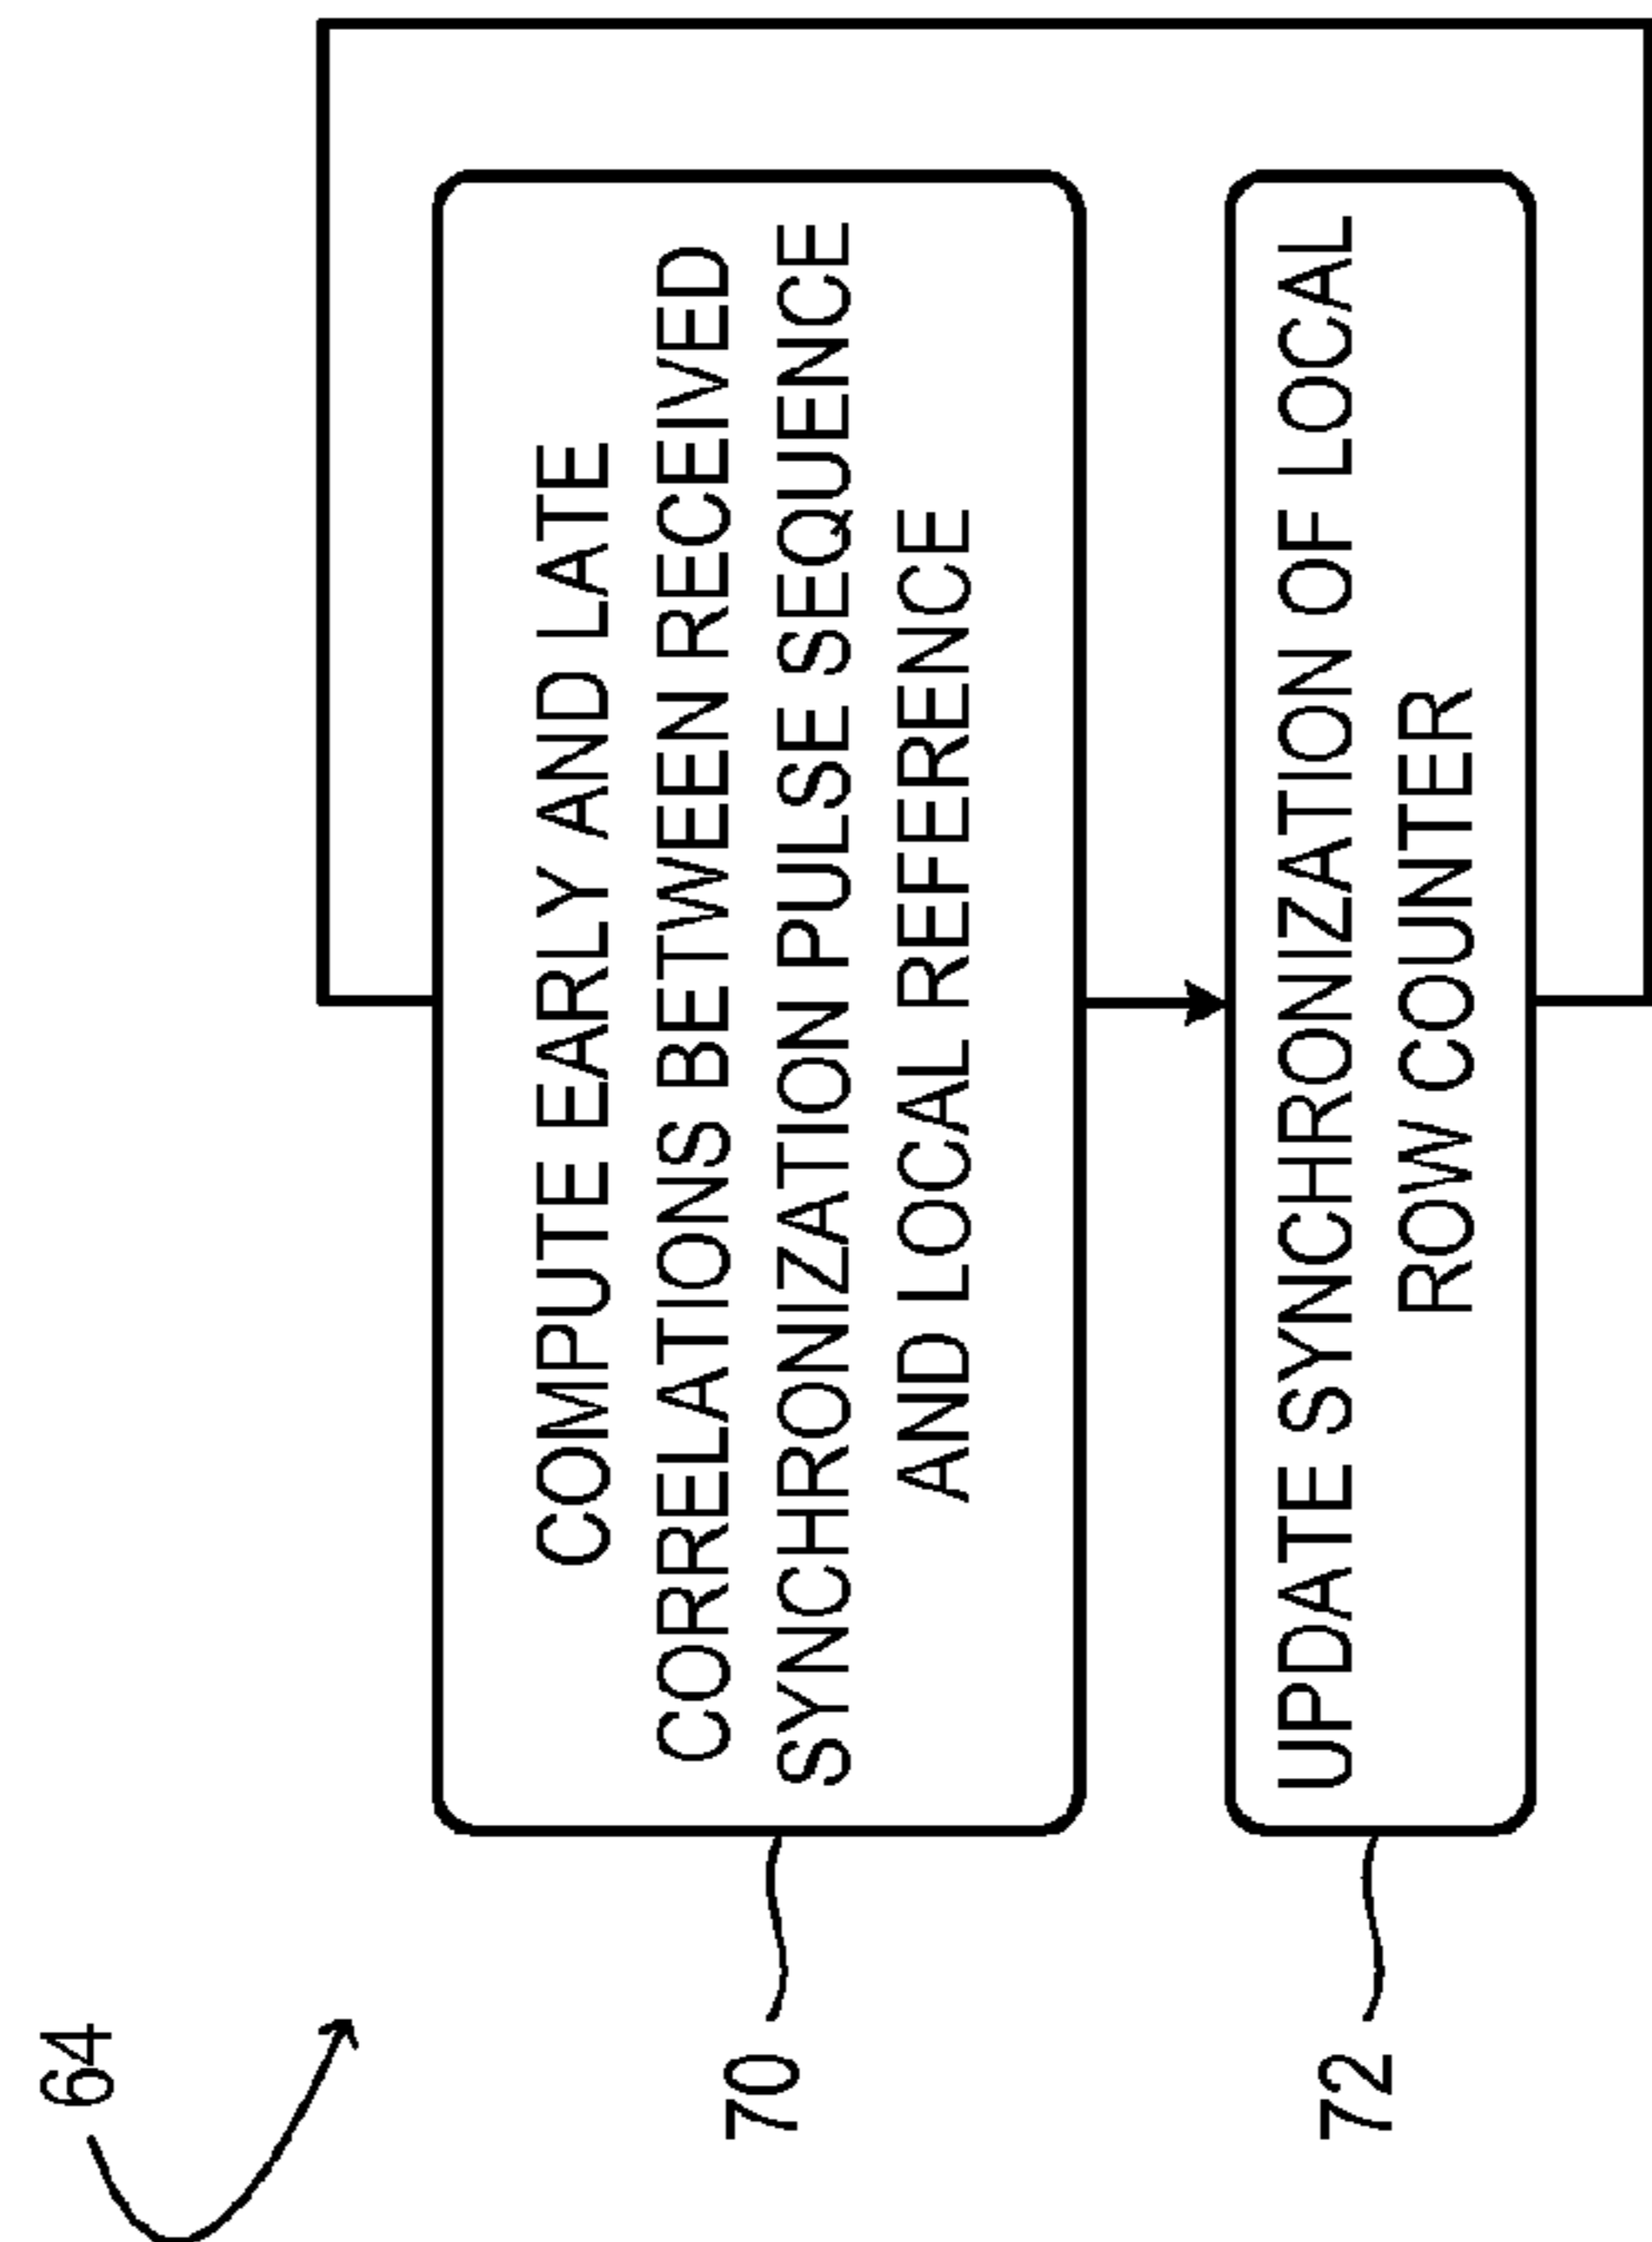 64
COMPUTE EARLY AND LATE
CORRELATIONS BETWEEN RECEIVED
SYNCHRONIZATION PULSE SEQUENCE
AND LOCAL REFERENCE
70
UPDATE SYNCHRONIZATION OF LOCAL
ROW COUNTER
72